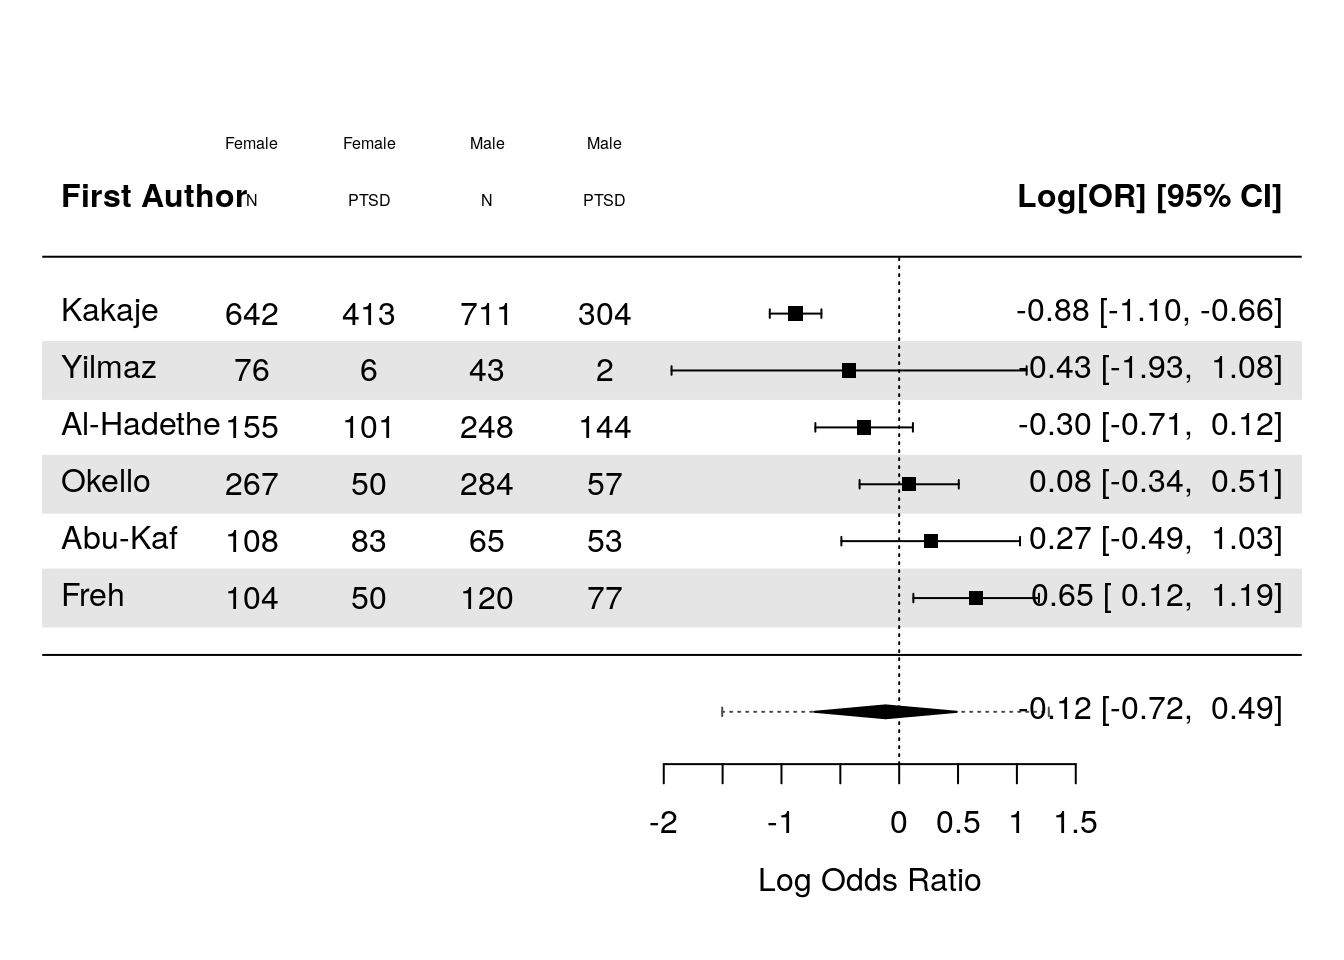 Female Female Male Male
First Author N PTSD N PTSD Log[OR] [95% CI]
Kakaje 642 413 711 304 -0.88 [-1.10, -0.66]
Yilmaz 76 6 43 2 -0.43 [-1.93, 1.08]
Al-Hadethe 155 101 248 144 -0.30 [-0.71, 0.12]
Okello 267 50 284 57 0.08 [-0.34, 0.51]
Abu-Kaf 108 83 65 53 0.27 [-0.49, 1.03]
Freh 104 50 120 77 0.65 [ 0.12, 1.19]
-0.12 [-0.72, 0.49]
-2 -1 0 0.5 1 1.5
Log Odds Ratio